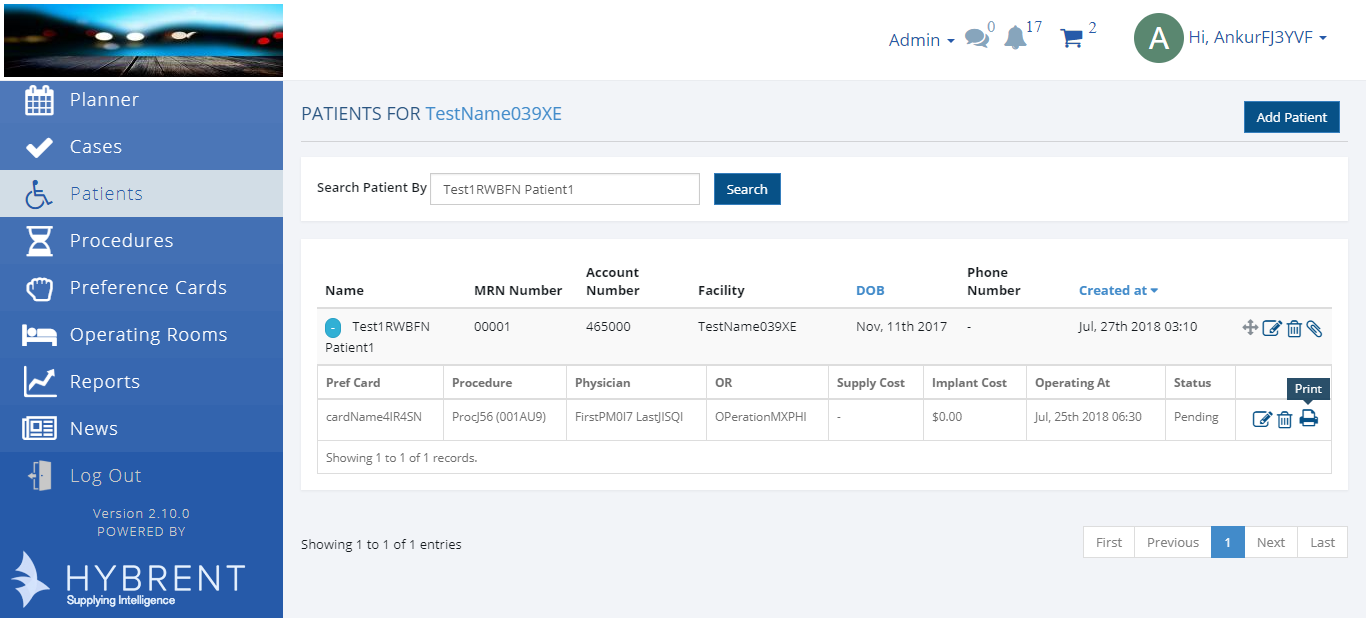 Admin 0 17 2 A Hi, AnkurFJ3YVF
Planner
Cases
Patients
Procedures
Preference Cards
Operating Rooms
Reports
News
Log Out
Version 2.10.0
POWERED BY
HYBRENT
Supplying Intelligence
PATIENTS FOR TestName039XE Add Patient
Search Patient By Test1RWBFN Patient1 Search
Name MRN Number Account Number Facility DOB Phone Number Created at
- Test1RWBFN Patient1 00001 465000 TestName039XE Nov, 11th 2017 - Jul, 27th 2018 03:10
Pref Card Procedure Physician OR Supply Cost Implant Cost Operating At Status
Print
cardName4IR4SN ProcJ56 (001AU9) FirstPM0I7 LastJISQI OPerationMXPHI - $0.00 Jul, 25th 2018 06:30 Pending
Showing 1 to 1 of 1 records.
Showing 1 to 1 of 1 entries
First Previous 1 Next Last